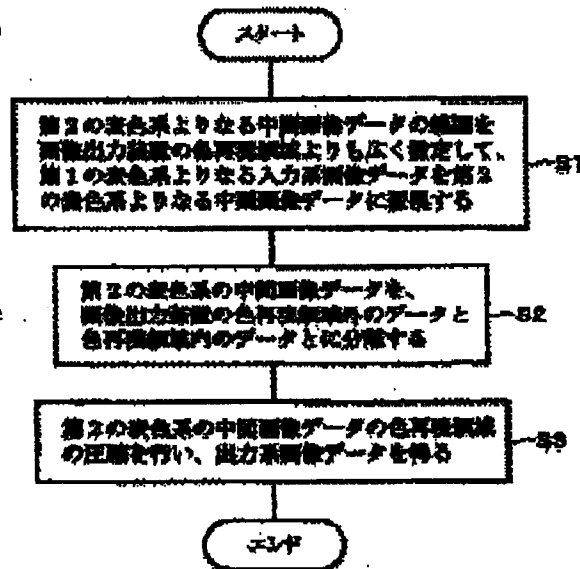 スタート
第2の表色系よりなる中間画像データの範囲を
画像出力装置の色再現領域よりも広く設定して、
第1の表色系よりなる入力系画像データを第2
の表色系よりなる中間画像データに変換する
S1
第2の表色系の中間画像データを、
画像出力装置の色再現領域外のデータと
色再現領域内のデータとに分離する
S2
第2の表色系の中間画像データの色再現領域
の圧縮を行い、出力系画像データを得る
S3
エンド